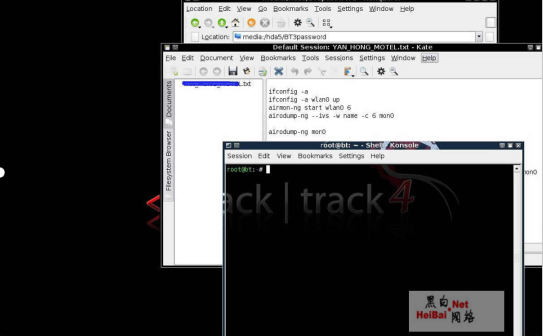 Location Edit View Go Bookmarks Tools Settings Window Help
Location: media:/hda5/BT3password
Default Session: YAN_HONG_MOTEL.txt - Kate
File Edit Document View Bookmarks Tools Sessions Settings Window Help
.txt
Documents
Filesystem Browser
ifconfig -a
ifconfig -a wlan0 up
airmon-ng start wlan0 6
airodump-ng --ivs -w name -c 6 mon0
airodump-ng mon0
mon0
root@bt: ~ - Shell - Konsole
Session Edit View Bookmarks Settings Help
root@bt:~#
ack | track 4
黑白 .Net
HeiBai 网络